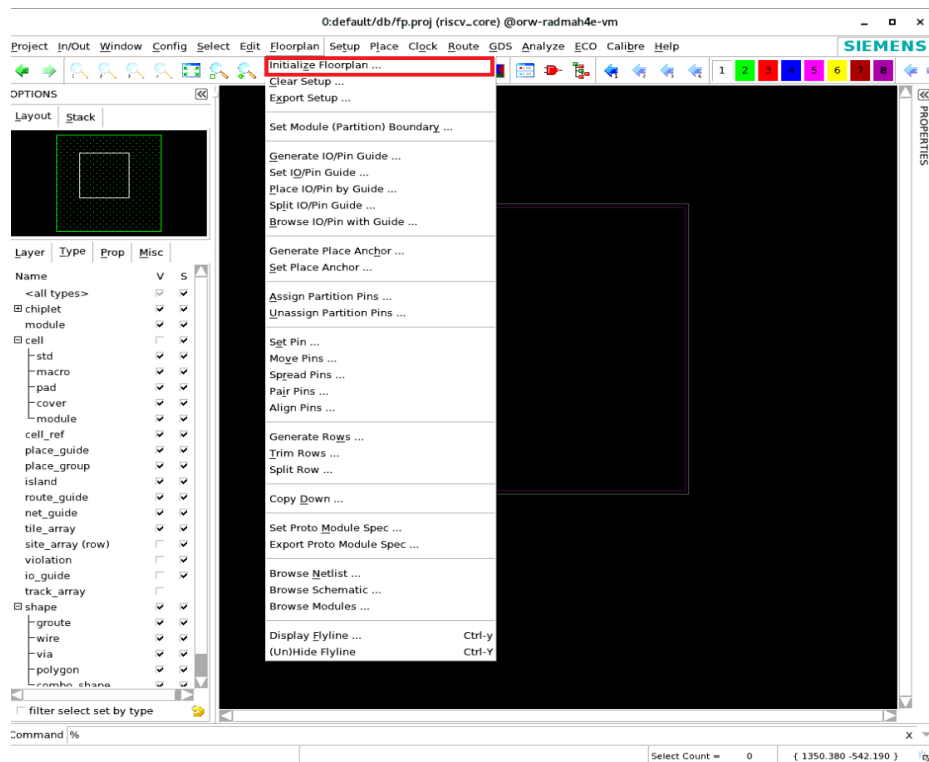 0:default/db/fp.proj (riscv_core) @orw-radmah4e-vm
Project In/Out Window Config Select Edit Floorplan Setup Place Clock Route GDS Analyze ECO Calibre Help SIEMENS
1 2 3 4 5 6 7 8
OPTIONS
Layout Stack
Layer Type Prop Misc
Name V S
<all types>
chiplet
module
cell
std
macro
pad
cover
module
cell_ref
place_guide
place_group
island
route_guide
net_guide
tile_array
site_array (row)
violation
io_guide
track_array
shape
groute
wire
via
polygon
combo_shape
filter select set by type
Initialize Floorplan ...
Clear Setup ...
Export Setup ...
Set Module (Partition) Boundary ...
Generate IO/Pin Guide ...
Set IO/Pin Guide ...
Place IO/Pin by Guide ...
Split IO/Pin Guide ...
Browse IO/Pin with Guide ...
Generate Place Anchor ...
Set Place Anchor ...
Assign Partition Pins ...
Unassign Partition Pins ...
Set Pin ...
Move Pins ...
Spread Pins ...
Pair Pins ...
Align Pins ...
Generate Rows ...
Trim Rows ...
Split Row ...
Copy Down ...
Set Proto Module Spec ...
Export Proto Module Spec ...
Browse Netlist ...
Browse Schematic ...
Browse Modules ...
Display Flyline ... Ctrl-y
(Un)Hide Flyline Ctrl-Y
PROPERTIES
Command %
Select Count = 0 { 1350.380 -542.190 }